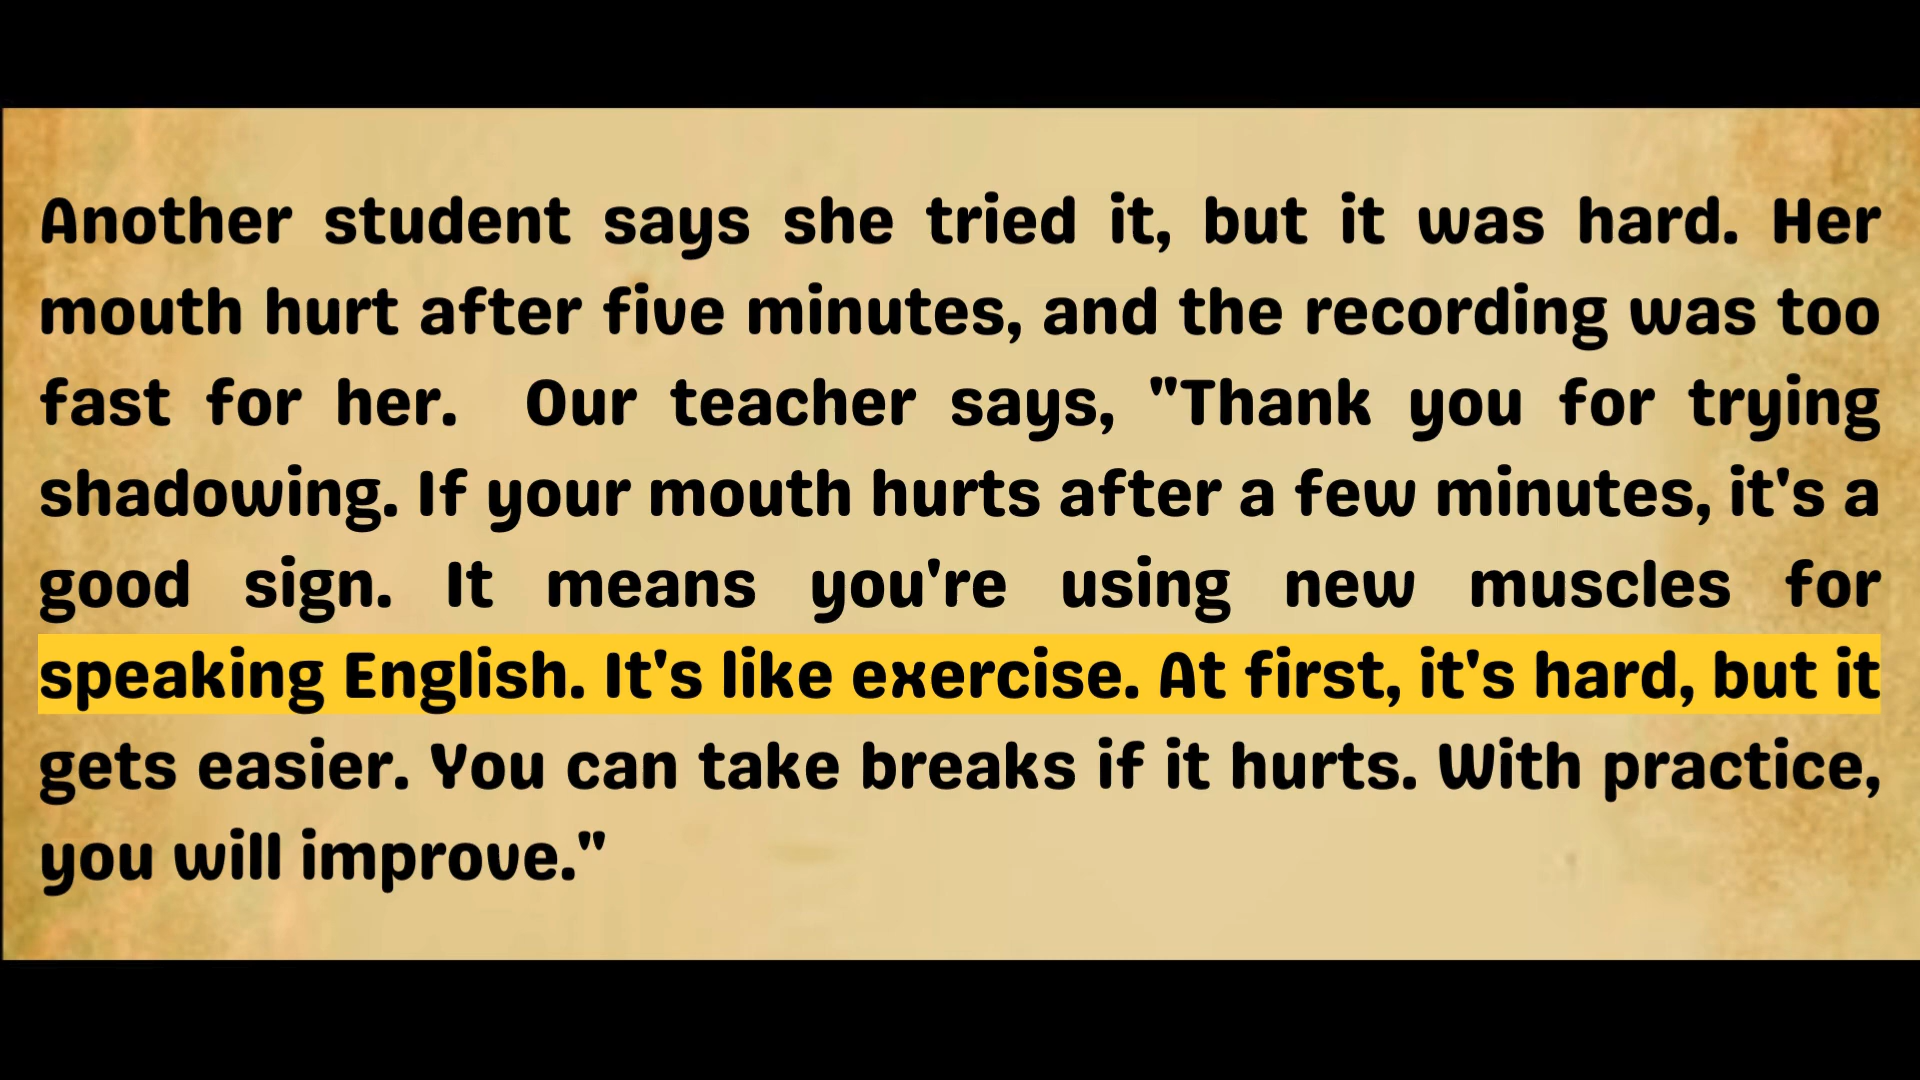 Another student says she tried it, but it was hard. Her
mouth hurt after five minutes, and the recording was too
fast for her.  Our teacher says, "Thank you for trying
shadowing. If your mouth hurts after a few minutes, it's a
good sign. It means you're using new muscles for
speaking English. It's like exercise. At first, it's hard, but it
gets easier. You can take breaks if it hurts. With practice,
you will improve."